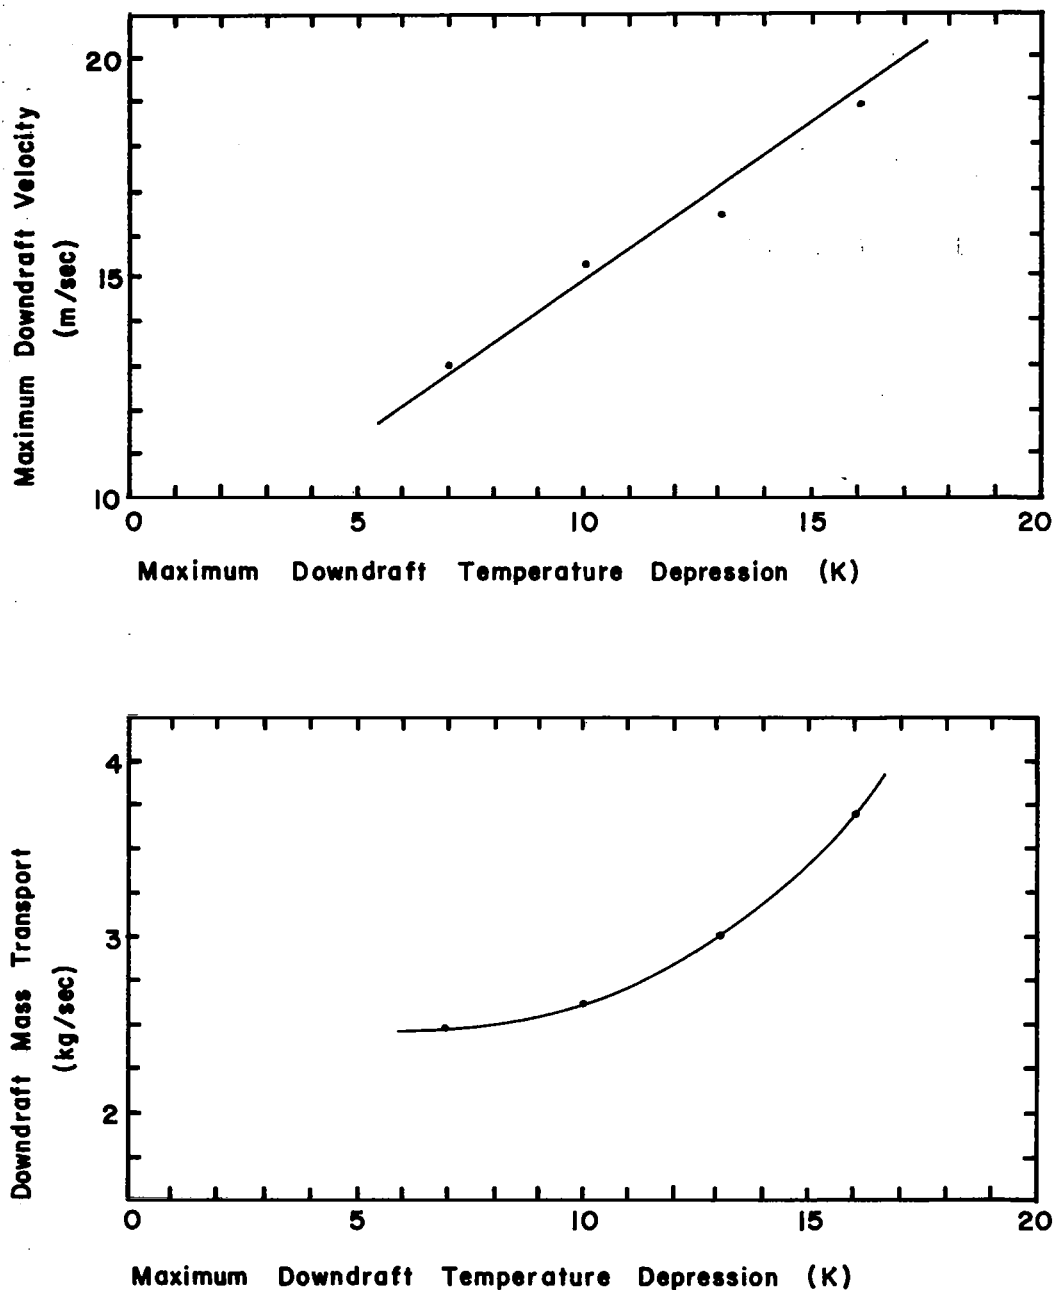 Maximum Downdraft Velocity
(m/sec)
20
15
10
0 5 10 15 20
Maximum Downdraft Temperature Depression (K)
Downdraft Mass Transport
(kg/sec)
4
3
2
0 5 10 15 20
Maximum Downdraft Temperature Depression (K)